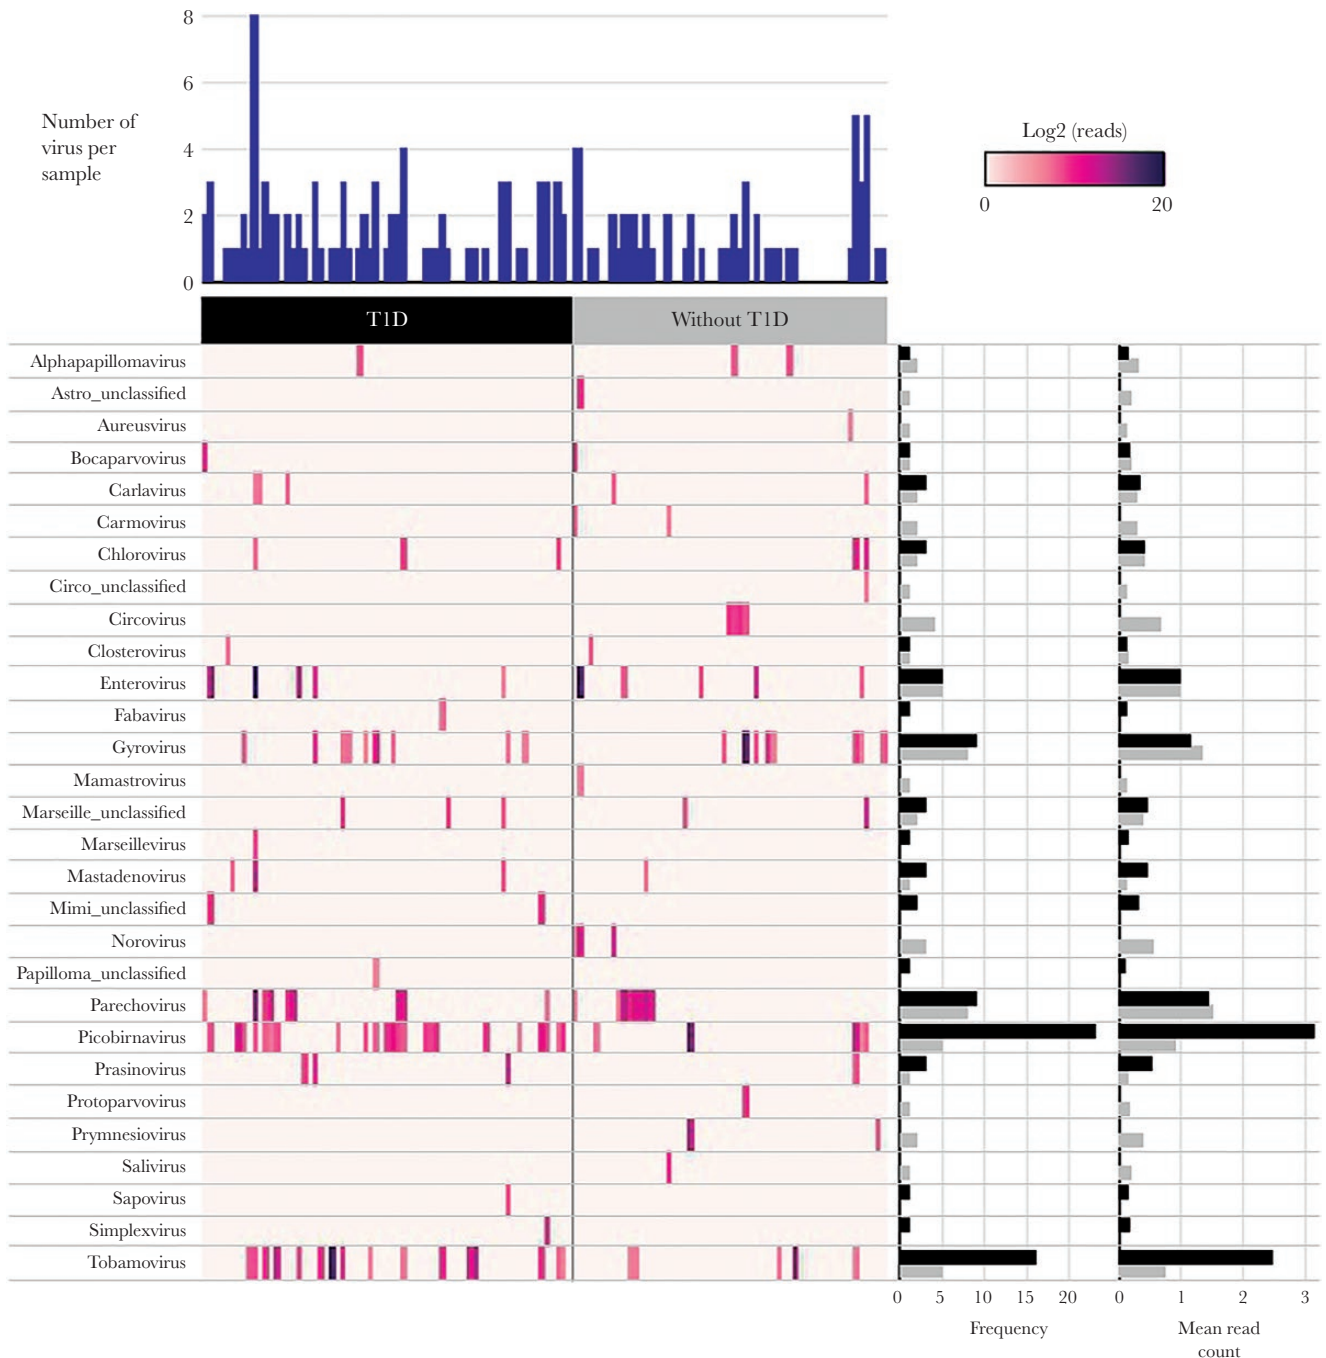 8
6
4
2
0
Number of
virus per
sample
Log2 (reads)
0 20
T1D Without T1D
Alphapapillomavirus
Astro_unclassified
Aureusvirus
Bocaparvovirus
Carlavirus
Carmovirus
Chlorovirus
Circo_unclassified
Circovirus
Closterovirus
Enterovirus
Fabavirus
Gyrovirus
Mamastrovirus
Marseille_unclassified
Marseillevirus
Mastadenovirus
Mimi_unclassified
Norovirus
Papilloma_unclassified
Parechovirus
Picobirnavirus
Prasinovirus
Protoparvovirus
Prymnesiovirus
Salivirus
Sapovirus
Simplexvirus
Tobamovirus
0 5 10 15 20 0 1 2 3
Frequency
Mean read
count